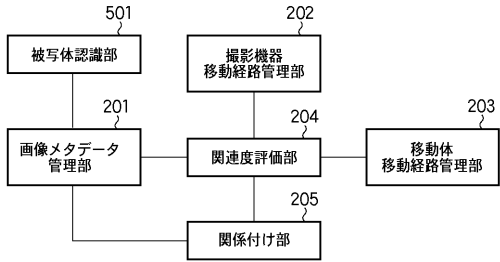 501
被写体認識部
202
撮影機器
移動経路管理部
201
画像メタデータ
管理部
204
関連度評価部
203
移動体
移動経路管理部
205
関係付け部